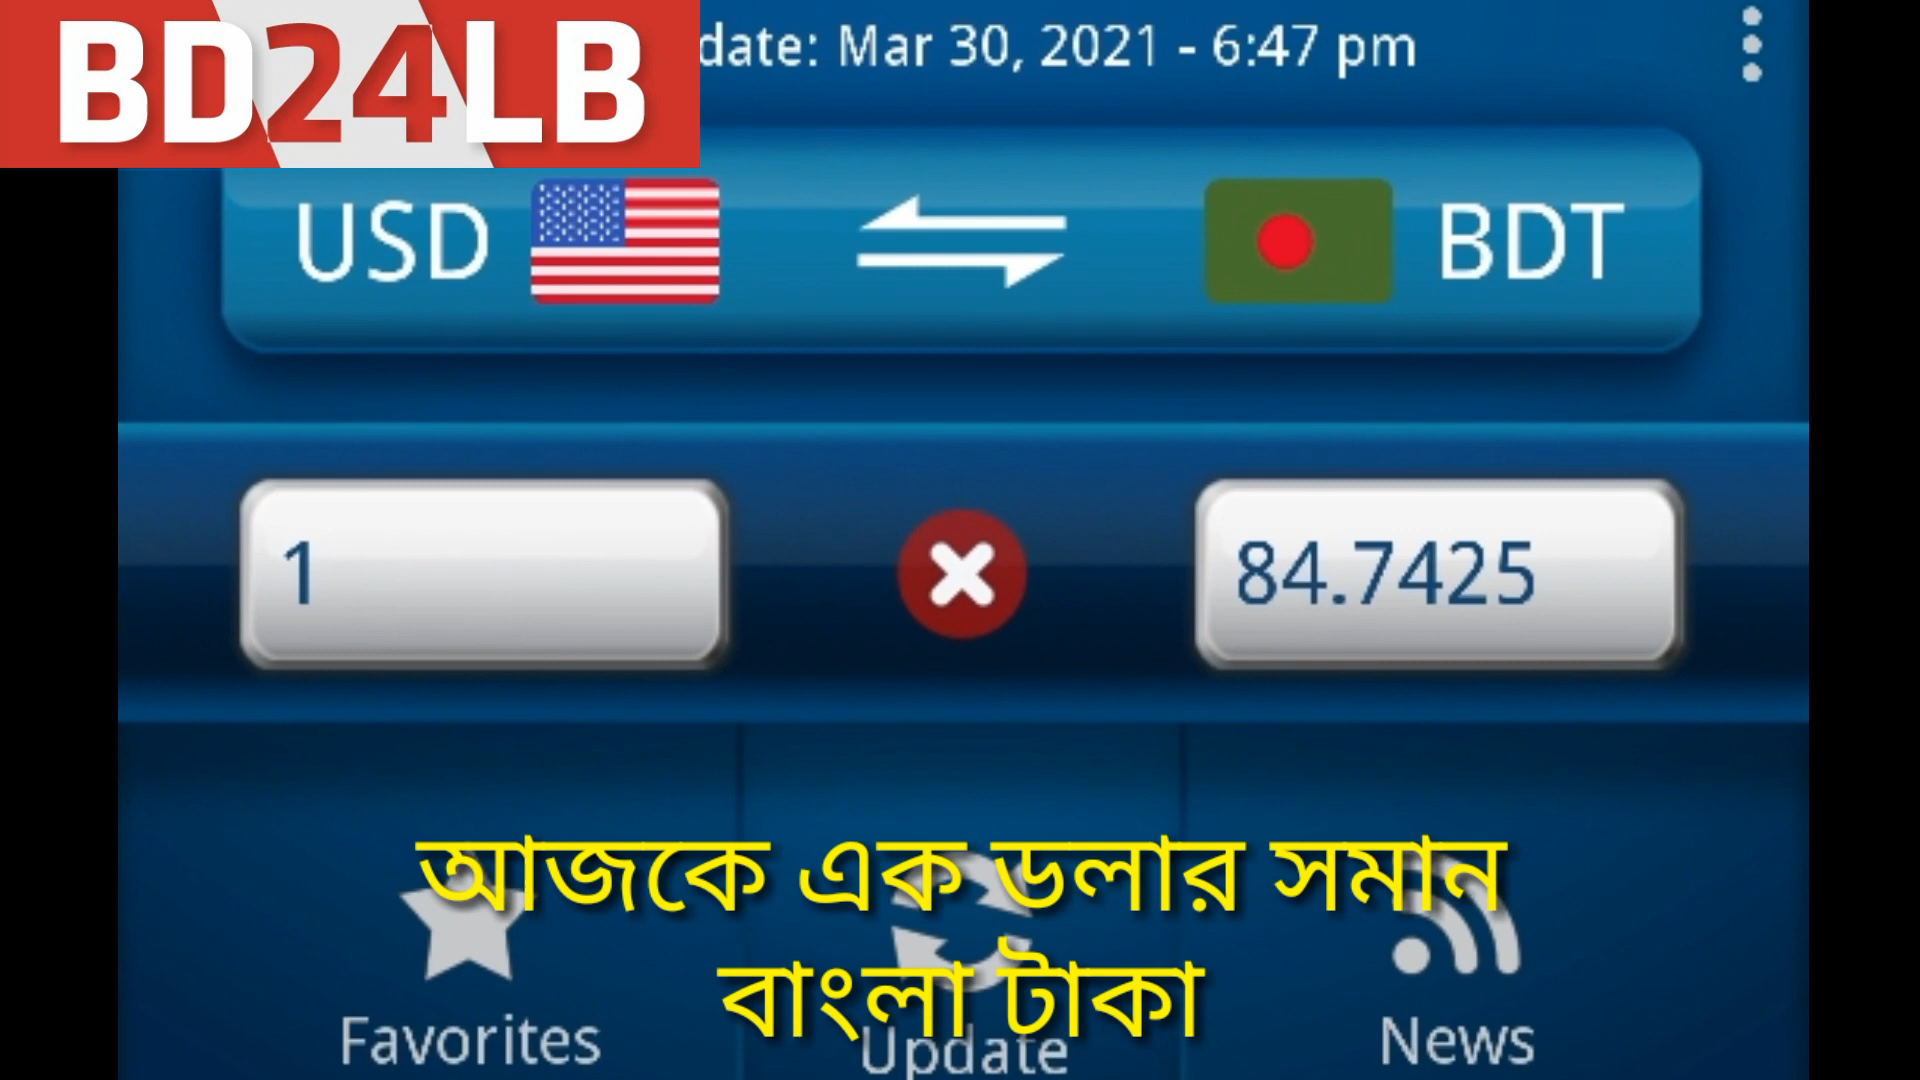 BD24LB
date: Mar 30, 2021 - 6:47 pm
USD
BDT
1
84.7425
আজকে এক ডলার সমান
বাংলা টাকা
Favorites
Update
News